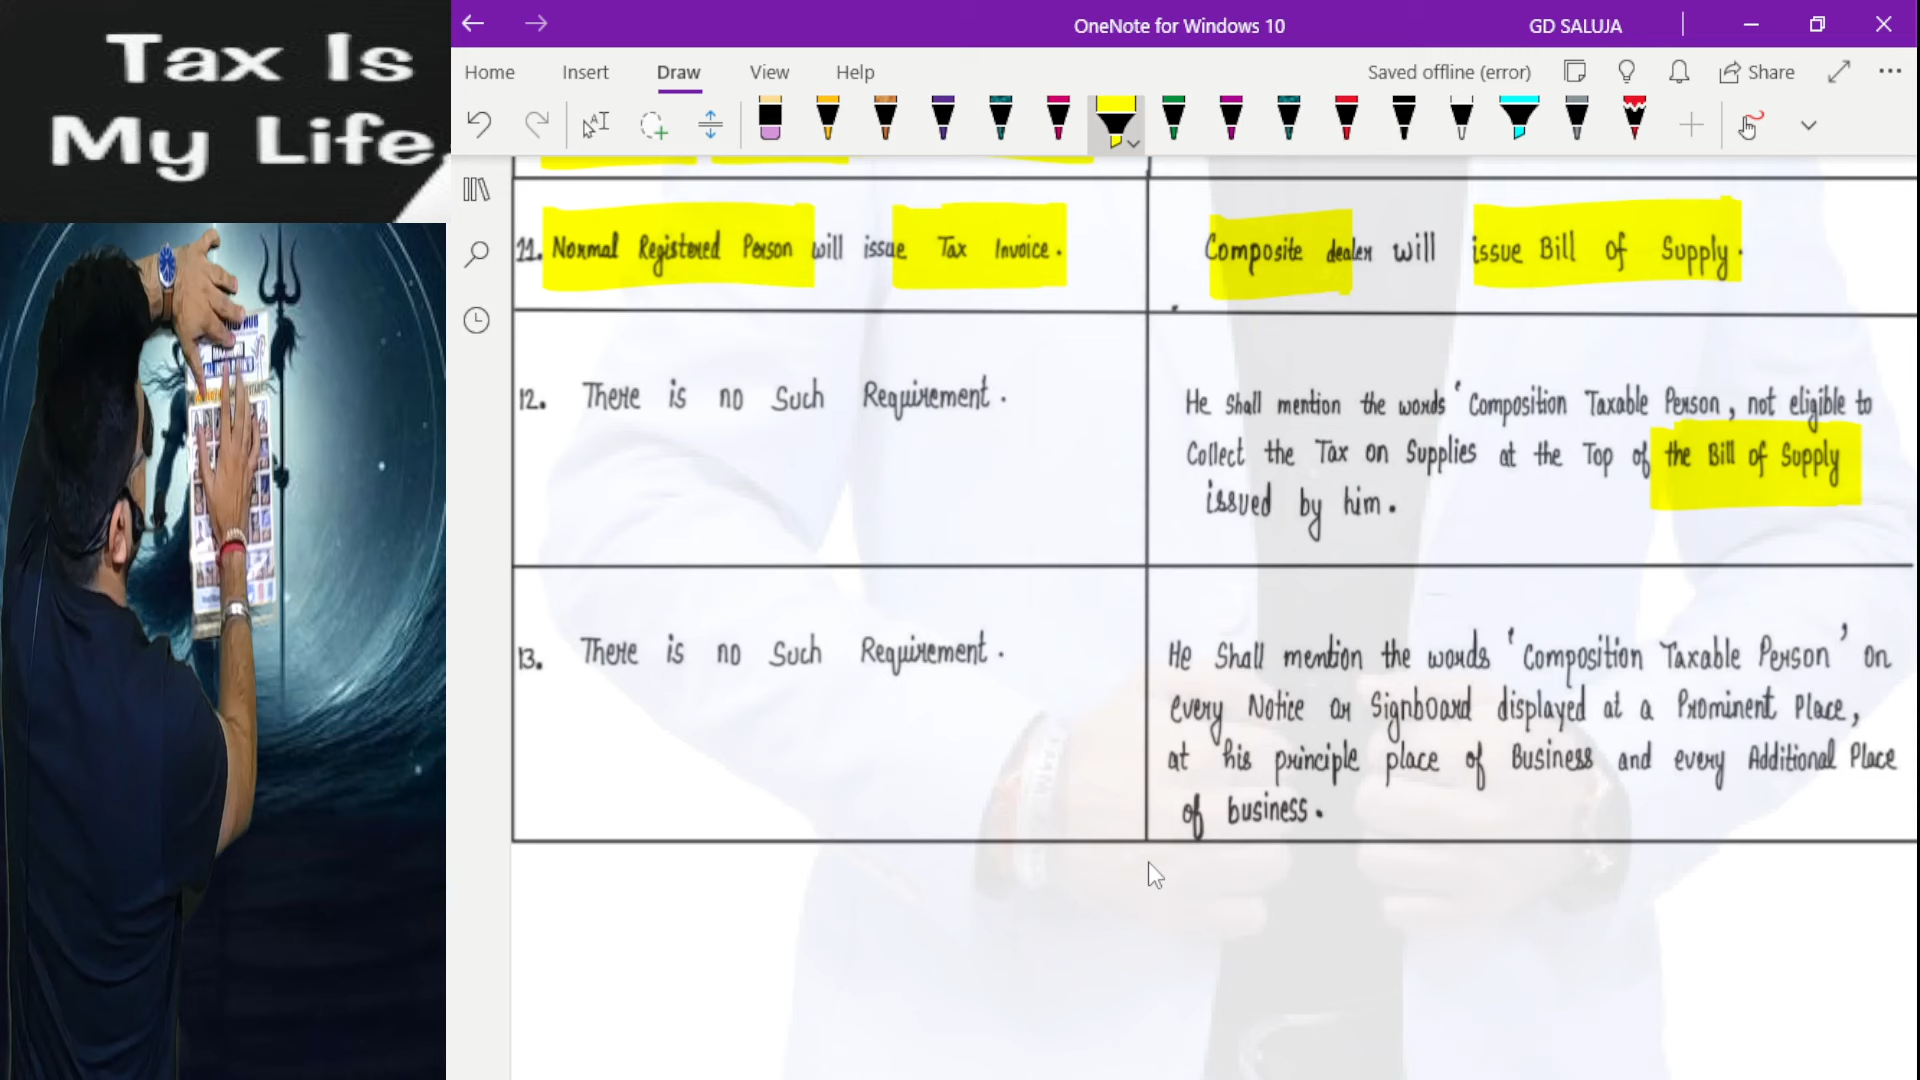 Tax Is
My Life.
OneNote for Windows 10
GD SALUJA
Home Insert Draw View Help
Saved offline (error)
Share
11. Normal Registered Person will issue Tax Invoice.
Composite dealer will issue Bill of Supply.
12. There is no Such Requirement.
He Shall mention the words ‘Composition Taxable Person, not eligible to
Collect the Tax on Supplies at the Top of the Bill of Supply
issued by him.
13. There is no Such Requirement.
He Shall mention the words ‘Composition Taxable Person’ on
every Notice or Signboard displayed at a Prominent Place,
at his principle place of Business and every Additional Place
of business.